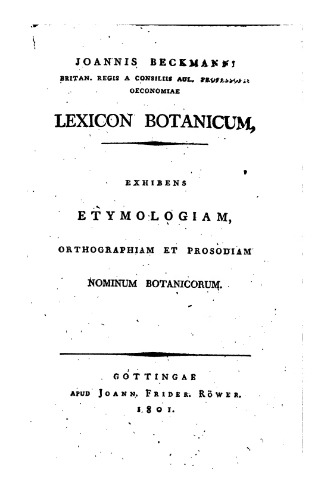 JOANNIS BECKMANNI
BRITAN. REGIS A CONSILIIS AUL. PROFESSORIS
OECONOMIAE
LEXICON BOTANICUM,
EXHIBENS
ETYMOLOGIAM,
ORTHOGRAPHIAM ET PROSODIAM
NOMINUM BOTANICORUM.
GOTTINGAE
APUD JOANN. FRIDER. RÖWER.
1801.